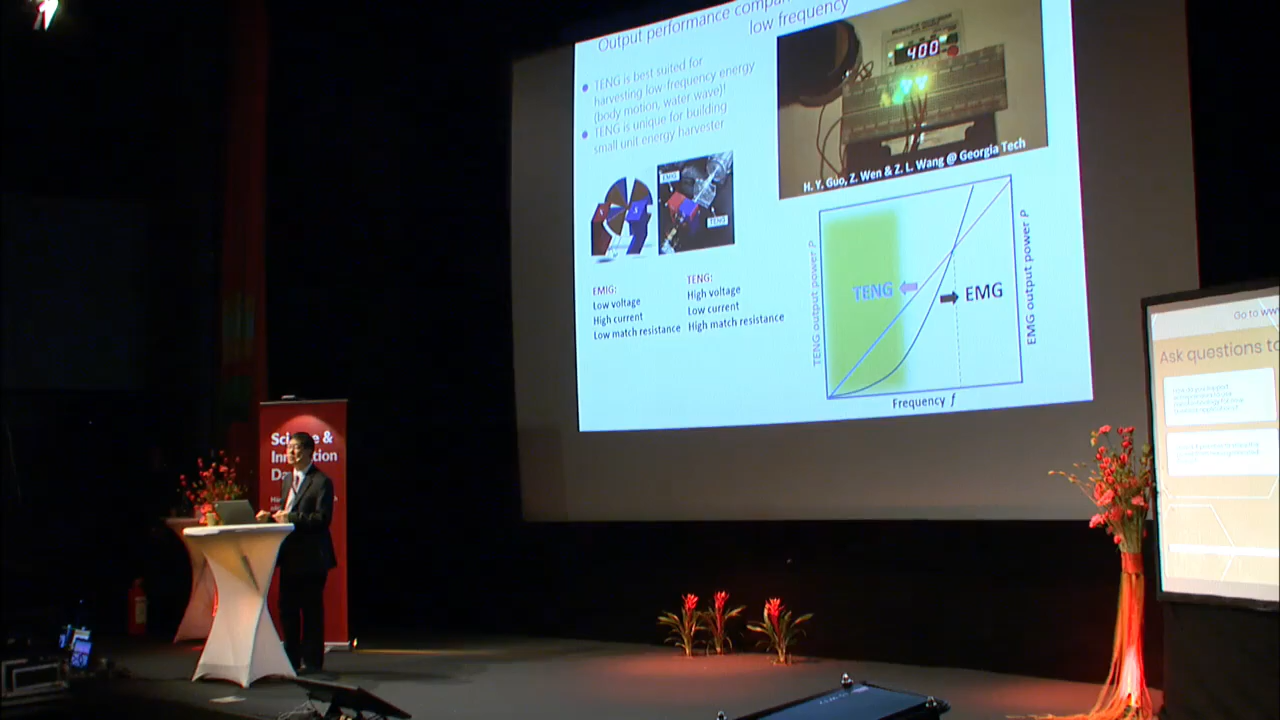 Output performance
low frequency
TENG is best suited for
harvesting low-frequency energy
(body motion, water wave)!
TENG is unique for building
small unit energy harvester
400
H. Y. Guo, Z. Wen & Z. L. Wang @ Georgia Tech
EMG
TENG
EMIG:
Low voltage
High current
Low match resistance
TENG:
High voltage
Low current
High match resistance
TENG output power P
TENG
EMG
EMG output power P
Frequency f
Science &
Innovation
Go to
Ask questions